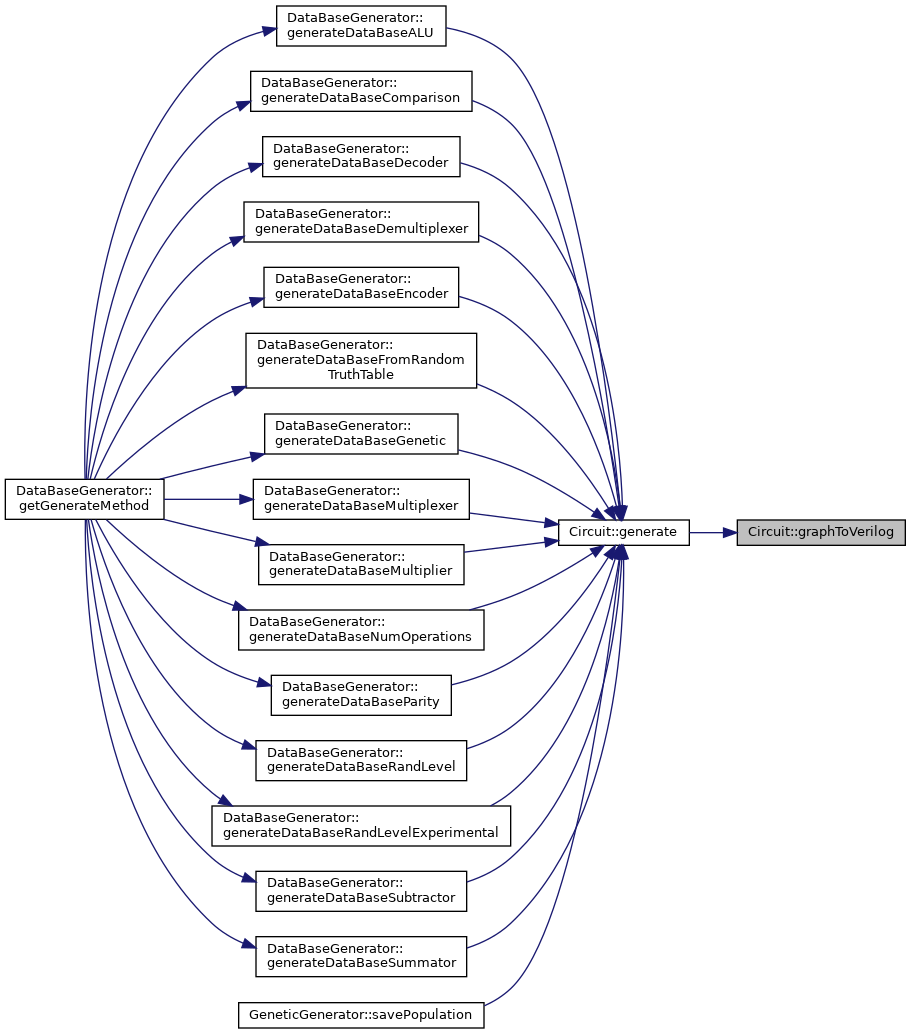 DataBaseGenerator::
generateDataBaseALU
DataBaseGenerator::
generateDataBaseComparison
DataBaseGenerator::
generateDataBaseDecoder
DataBaseGenerator::
generateDataBaseDemultiplexer
DataBaseGenerator::
generateDataBaseEncoder
DataBaseGenerator::
generateDataBaseFromRandom
TruthTable
DataBaseGenerator::
generateDataBaseGenetic
DataBaseGenerator::
getGenerateMethod
DataBaseGenerator::
generateDataBaseMultiplexer
Circuit::generate
Circuit::graphToVerilog
DataBaseGenerator::
generateDataBaseMultiplier
DataBaseGenerator::
generateDataBaseNumOperations
DataBaseGenerator::
generateDataBaseParity
DataBaseGenerator::
generateDataBaseRandLevel
DataBaseGenerator::
generateDataBaseRandLevelExperimental
DataBaseGenerator::
generateDataBaseSubtractor
DataBaseGenerator::
generateDataBaseSummator
GeneticGenerator::savePopulation